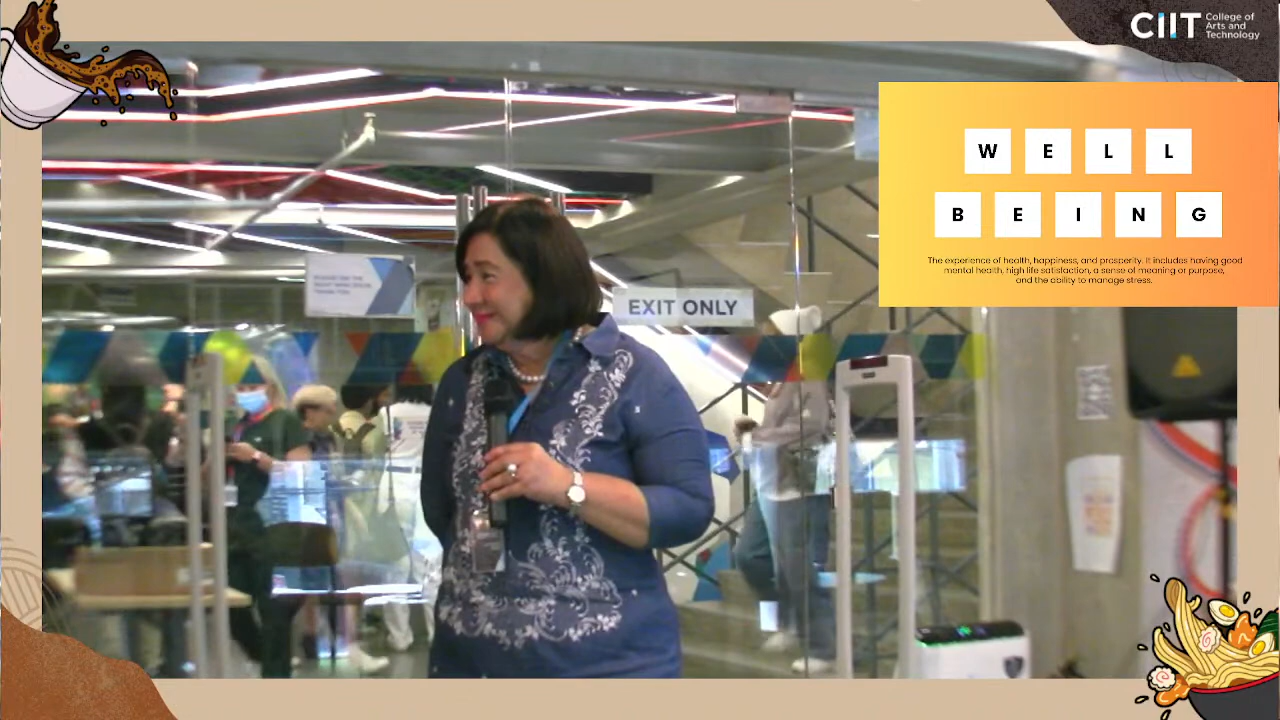 CIIT College of
Arts and
Technology
W E L L
B E I N G
The experience of health, happiness, and prosperity. It includes having good
mental health, high life satisfaction, a sense of meaning or purpose,
and the ability to manage stress.
EXIT ONLY